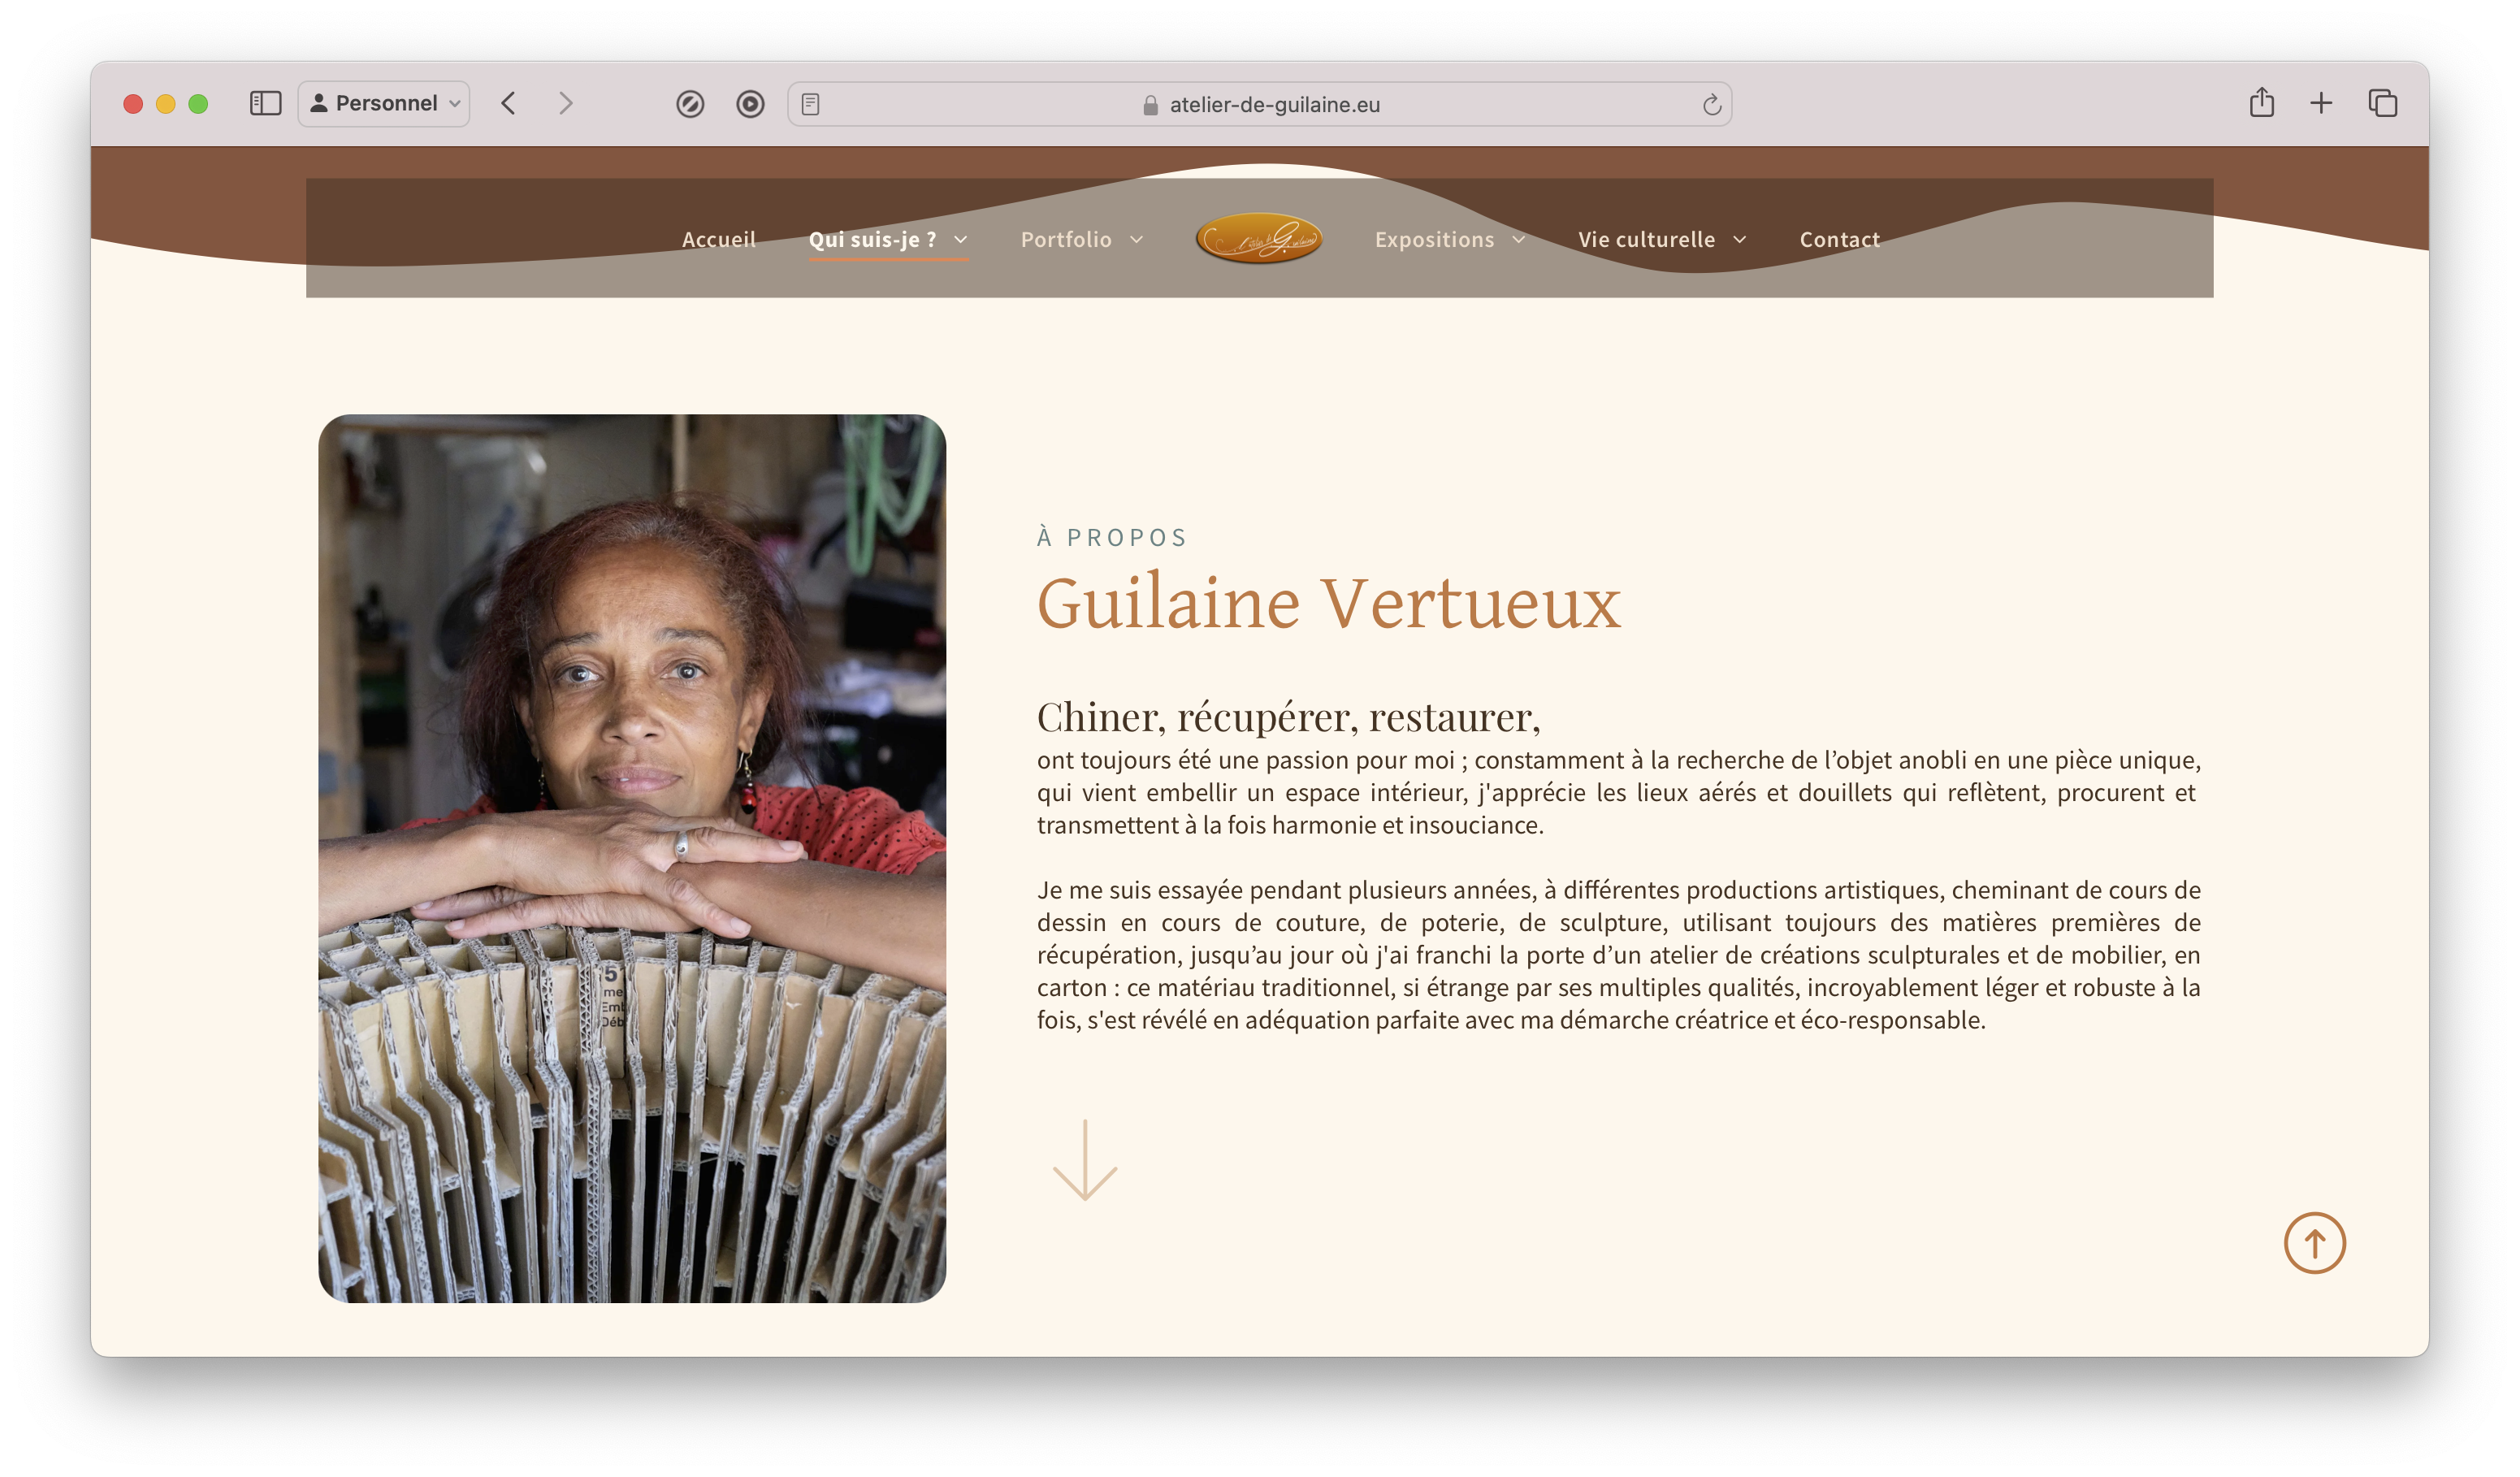 Personnel
atelier-de-guilaine.eu
Accueil
Qui suis-je ?
Portfolio
l'atelier de Guilaine
Expositions
Vie culturelle
Contact
À PROPOS
Guilaine Vertueux
Chiner, récupérer, restaurer,
ont toujours été une passion pour moi ; constamment à la recherche de l’objet anobli en une pièce unique,
qui vient embellir un espace intérieur, j'apprécie les lieux aérés et douillets qui reflètent, procurent et
transmettent à la fois harmonie et insouciance.
Je me suis essayée pendant plusieurs années, à différentes productions artistiques, cheminant de cours de
dessin en cours de couture, de poterie, de sculpture, utilisant toujours des matières premières de
récupération, jusqu’au jour où j'ai franchi la porte d’un atelier de créations sculpturales et de mobilier, en
carton : ce matériau traditionnel, si étrange par ses multiples qualités, incroyablement léger et robuste à la
fois, s'est révélé en adéquation parfaite avec ma démarche créatrice et éco-responsable.
5
me
Emb
Déb